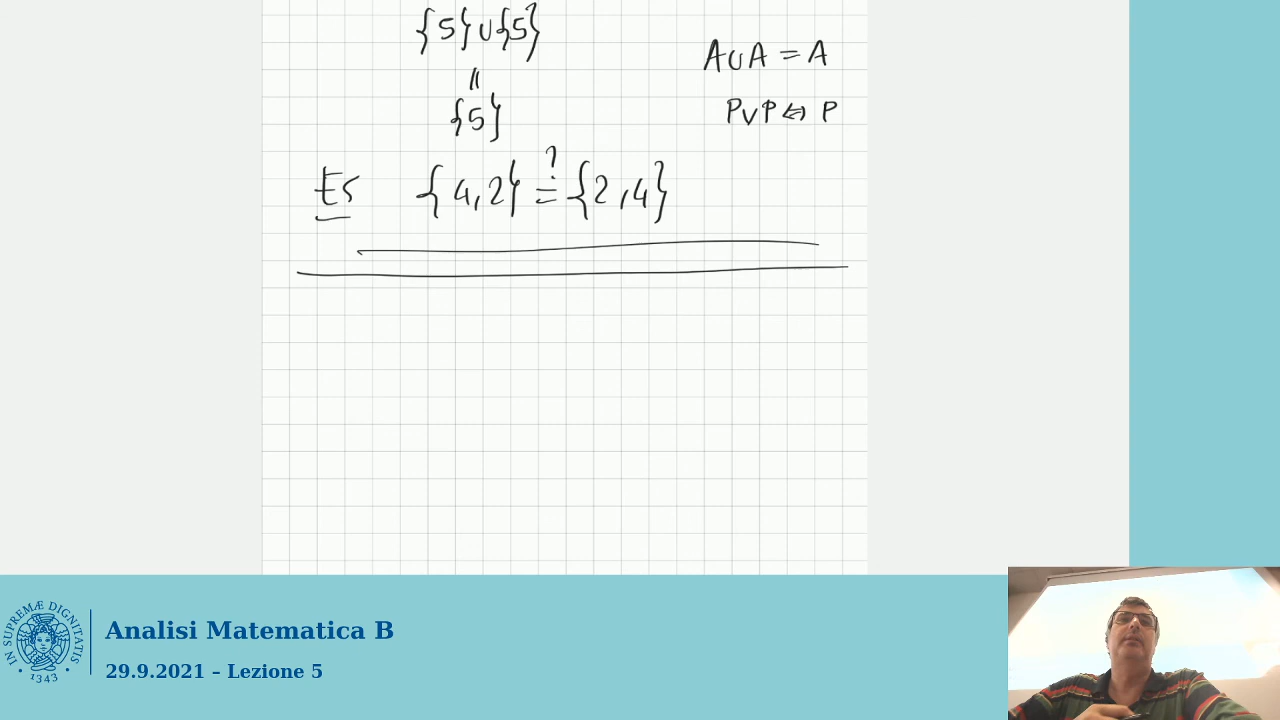 {5}∪{5}
=
{5}
A∪A = A
P∨P ⇔ P
Es {4,2} ?= {2,4}
IN SUPREMÆ DIGNITATIS
·1343·
Analisi Matematica B
29.9.2021 – Lezione 5